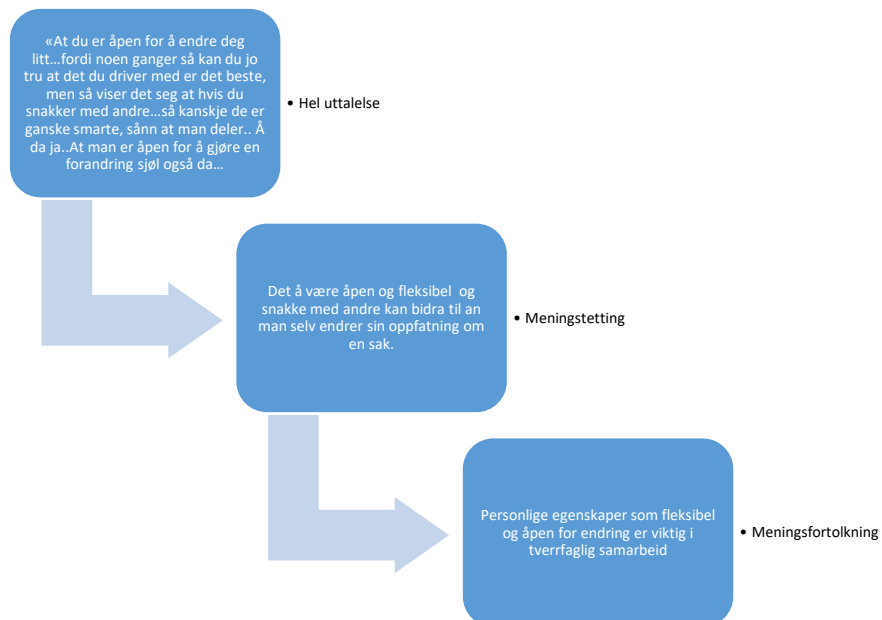 «At du er åpen for å endre deg
litt…fordi noen ganger så kan du jo
tru at det du driver med er det beste,
men så viser det seg at hvis du
snakker med andre…så kanskje de er
ganske smarte, sånn at man deler.. Å
da ja..At man er åpen for å gjøre en
forandring sjøl også da…
• Hel uttalelse
Det å være åpen og fleksibel og
snakke med andre kan bidra til an
man selv endrer sin oppfatning om
en sak.
• Meningstetting
Personlige egenskaper som fleksibel
og åpen for endring er viktig i
tverrfaglig samarbeid
• Meningsfortolkning